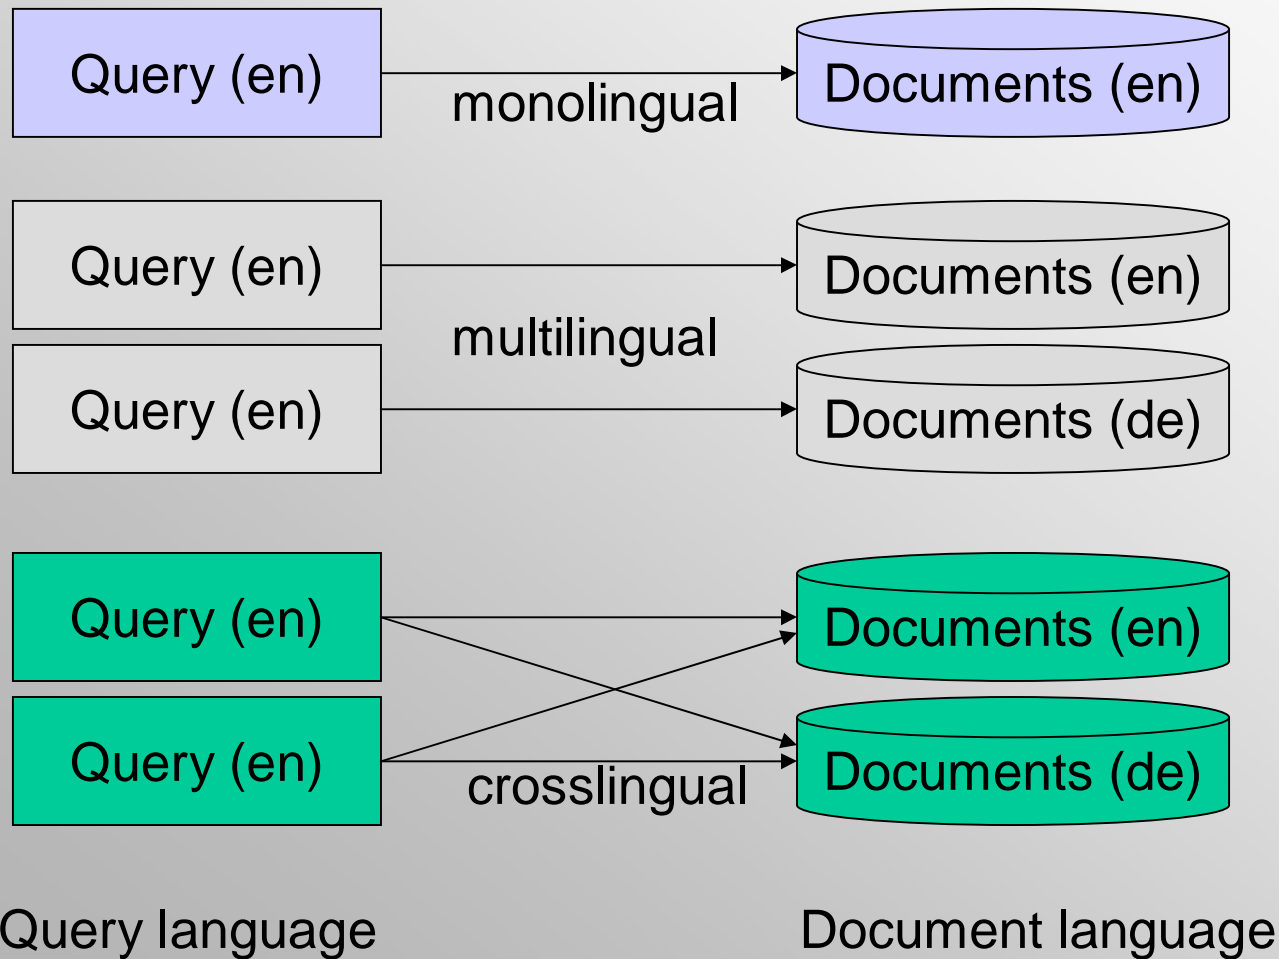 Query (en)
monolingual
Documents (en)
Query (en)
Documents (en)
multilingual
Query (en)
Documents (de)
Query (en)
Documents (en)
Query (en)
crosslingual
Documents (de)
Query language
Document language